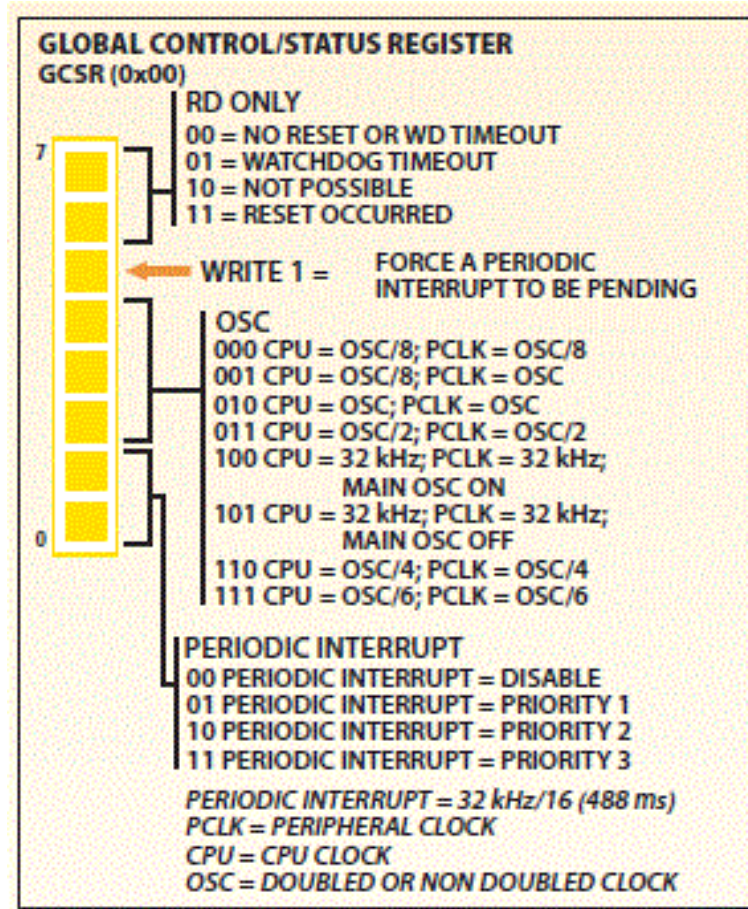 GLOBAL CONTROL/STATUS REGISTER
GCSR (0x00)
RD ONLY
00 = NO RESET OR WD TIMEOUT
01 = WATCHDOG TIMEOUT
10 = NOT POSSIBLE
11 = RESET OCCURRED
7
WRITE 1 = FORCE A PERIODIC
INTERRUPT TO BE PENDING
OSC
000 CPU = OSC/8; PCLK = OSC/8
001 CPU = OSC/8; PCLK = OSC
010 CPU = OSC; PCLK = OSC
011 CPU = OSC/2; PCLK = OSC/2
100 CPU = 32 kHz; PCLK = 32 kHz;
MAIN OSC ON
101 CPU = 32 kHz; PCLK = 32 kHz;
MAIN OSC OFF
110 CPU = OSC/4; PCLK = OSC/4
111 CPU = OSC/6; PCLK = OSC/6
0
PERIODIC INTERRUPT
00 PERIODIC INTERRUPT = DISABLE
01 PERIODIC INTERRUPT = PRIORITY 1
10 PERIODIC INTERRUPT = PRIORITY 2
11 PERIODIC INTERRUPT = PRIORITY 3
PERIODIC INTERRUPT = 32 kHz/16 (488 ms)
PCLK = PERIPHERAL CLOCK
CPU = CPU CLOCK
OSC = DOUBLED OR NON DOUBLED CLOCK